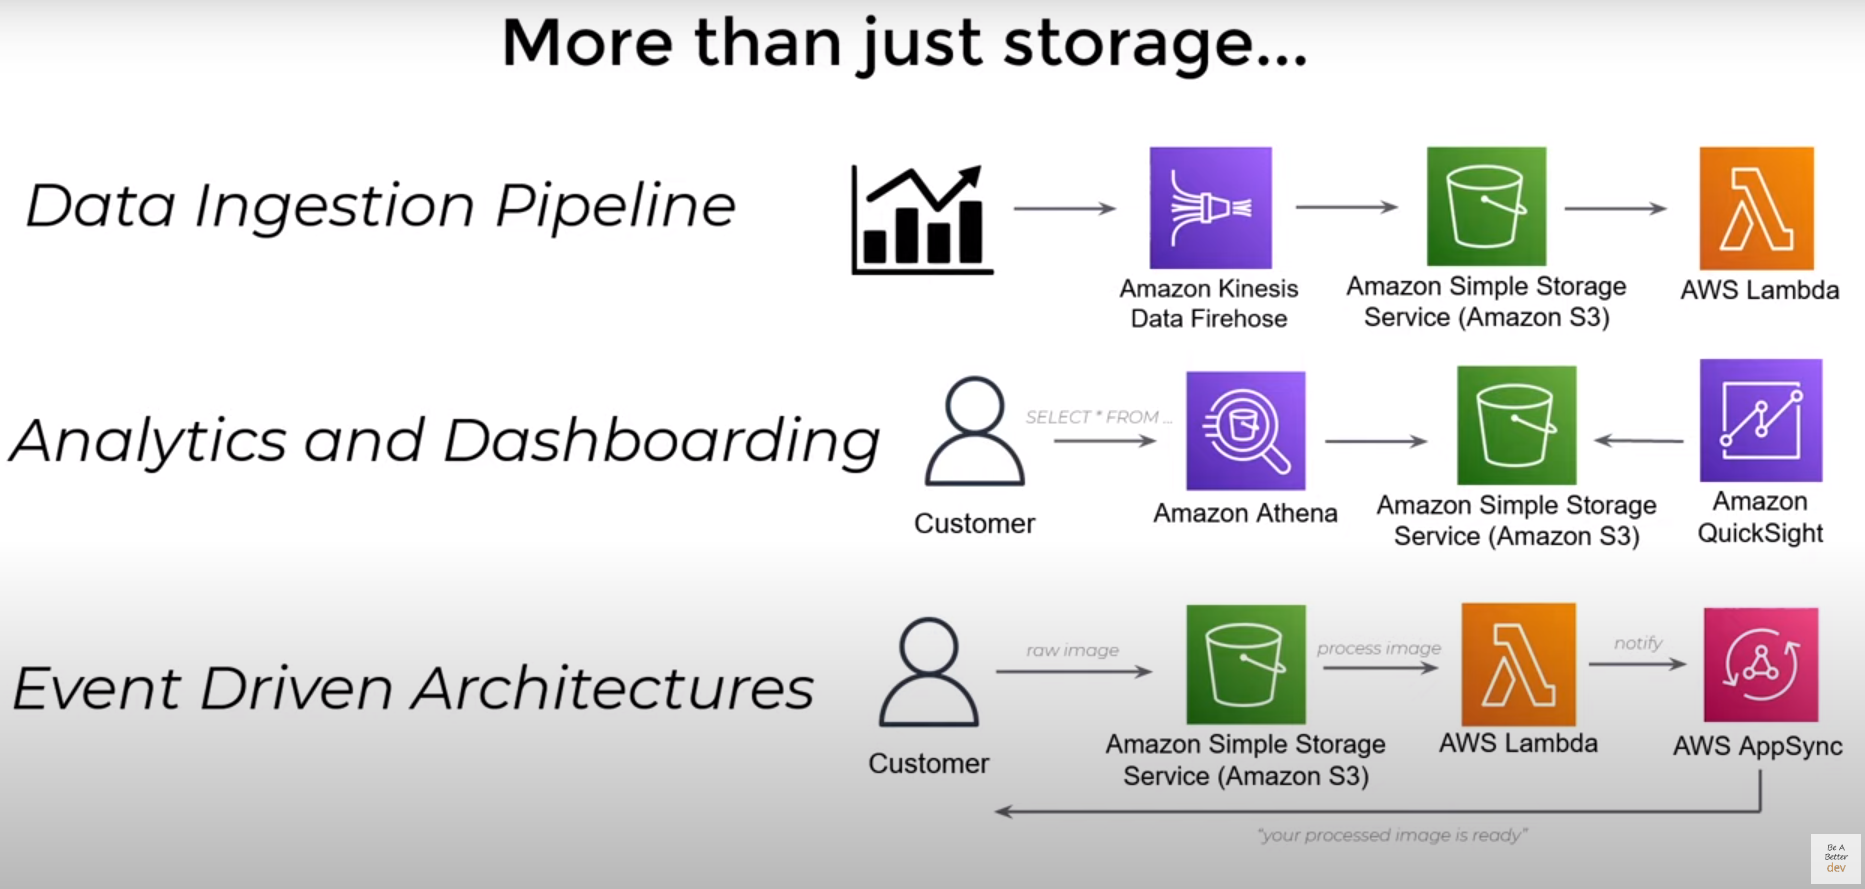 More than just storage...
Data Ingestion Pipeline
Amazon Kinesis
Data Firehose
Amazon Simple Storage
Service (Amazon S3)
AWS Lambda
Analytics and Dashboarding
Customer
SELECT * FROM ...
Amazon Athena
Amazon Simple Storage
Service (Amazon S3)
Amazon
QuickSight
Event Driven Architectures
Customer
raw image
Amazon Simple Storage
Service (Amazon S3)
process image
AWS Lambda
notify
AWS AppSync
"your processed image is ready"
Be A
Better
dev